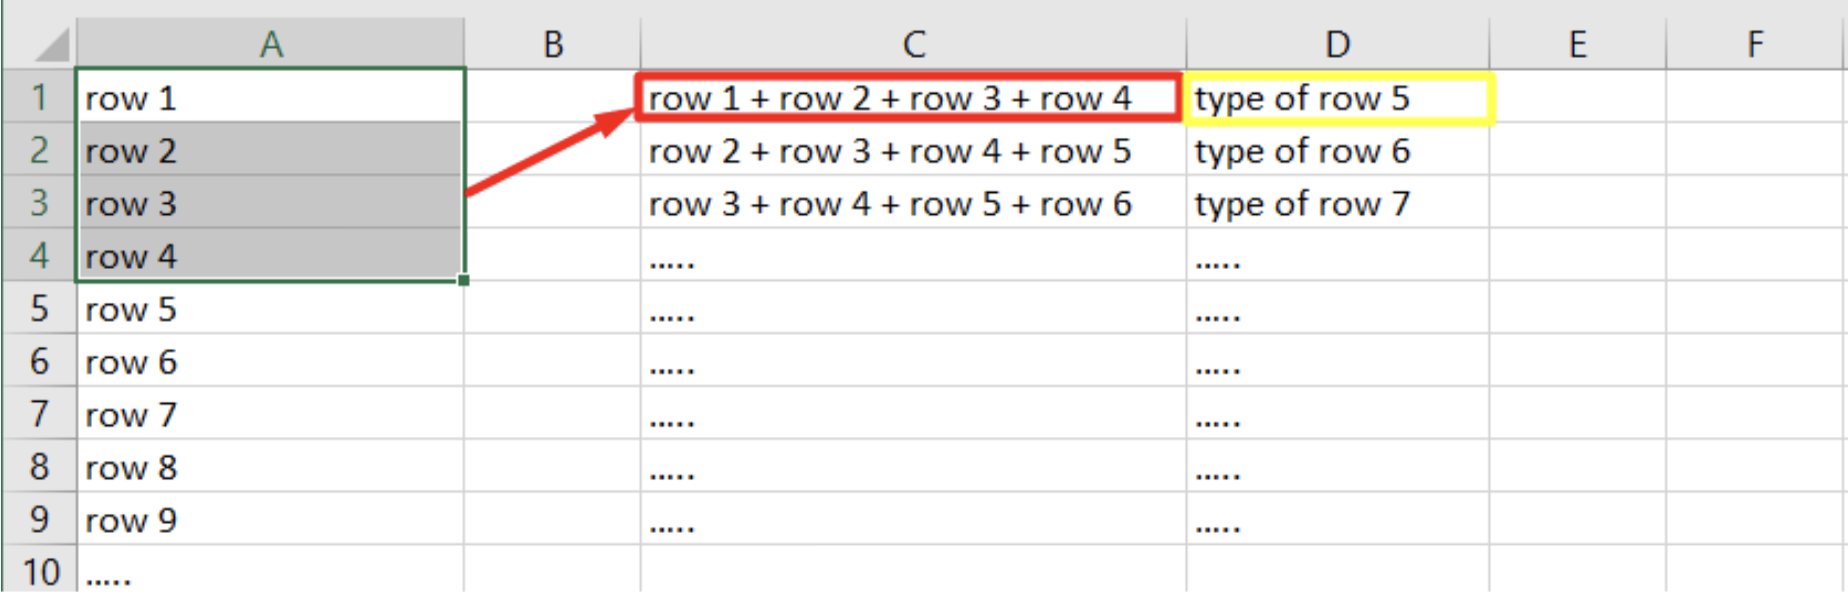 A B C D E F
1 row 1 row 1 + row 2 + row 3 + row 4 type of row 5
2 row 2 row 2 + row 3 + row 4 + row 5 type of row 6
3 row 3 row 3 + row 4 + row 5 + row 6 type of row 7
4 row 4 ..... .....
5 row 5 ..... .....
6 row 6 ..... .....
7 row 7 ..... .....
8 row 8 ..... .....
9 row 9 ..... .....
10 .....